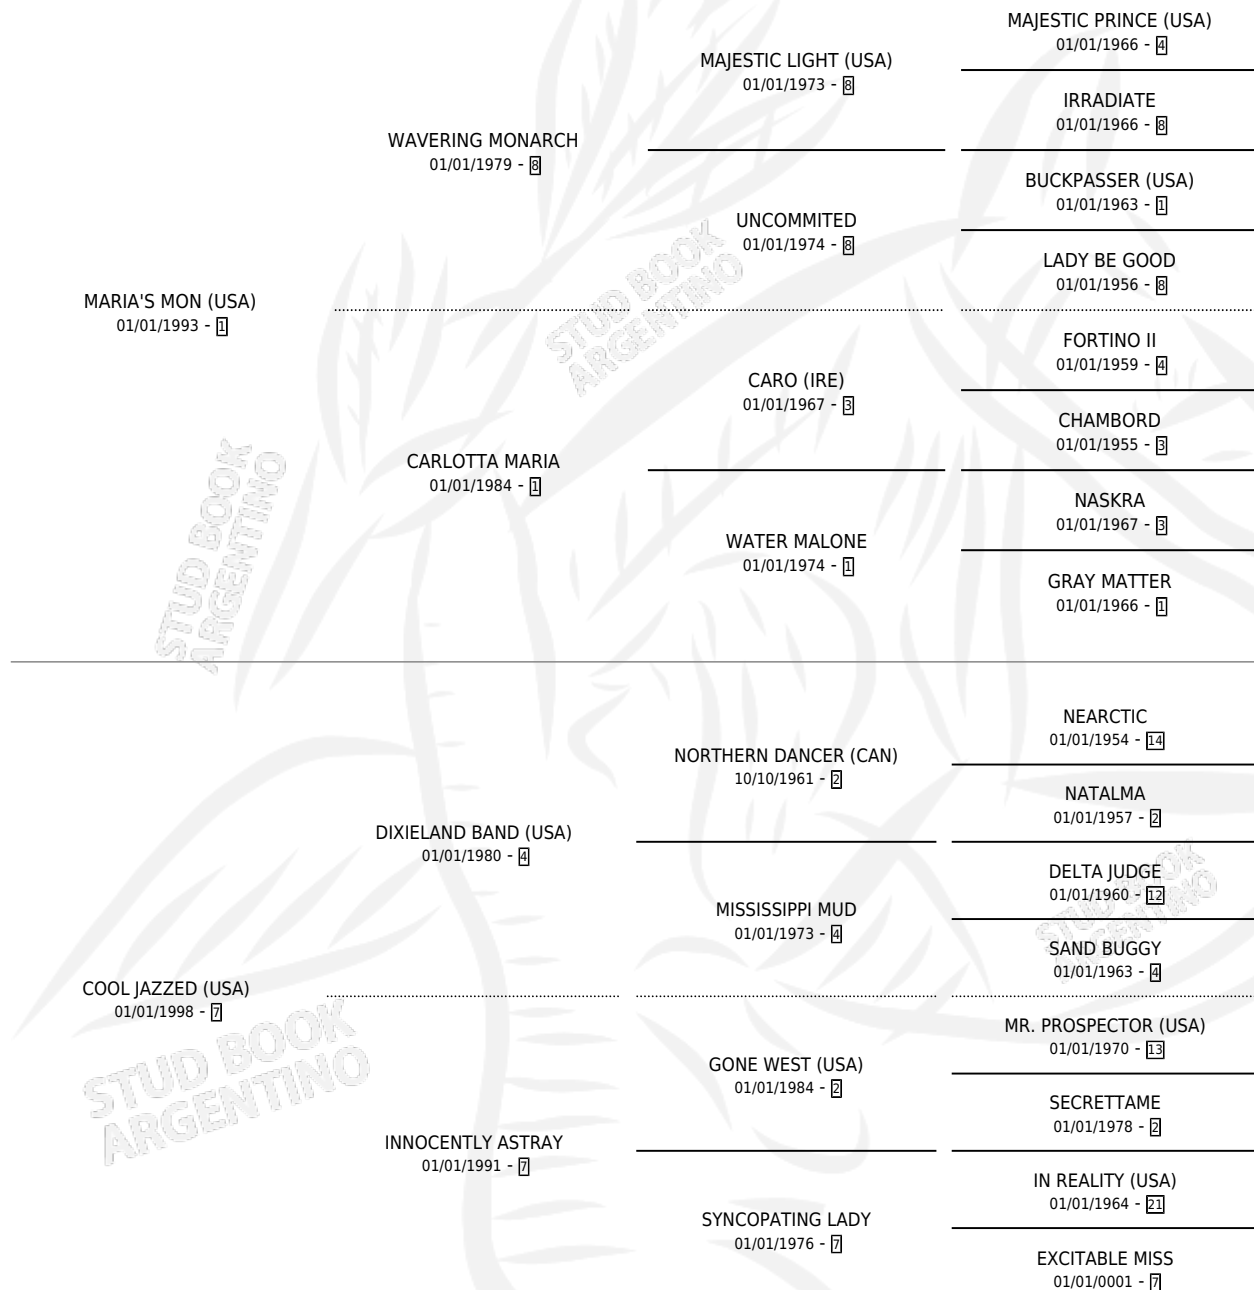 MAJESTIC PRINCE (USA)
01/01/1966 - 4
MAJESTIC LIGHT (USA)
01/01/1973 - 8
IRRADIATE
01/01/1966 - 8
WAVERING MONARCH
01/01/1979 - 8
BUCKPASSER (USA)
01/01/1963 - 1
UNCOMMITED
01/01/1974 - 8
LADY BE GOOD
01/01/1956 - 8
MARIA'S MON (USA)
01/01/1993 - 1
FORTINO II
01/01/1959 - 4
CARO (IRE)
01/01/1967 - 3
CHAMBORD
01/01/1955 - 3
CARLOTTA MARIA
01/01/1984 - 1
NASKRA
01/01/1967 - 3
WATER MALONE
01/01/1974 - 1
GRAY MATTER
01/01/1966 - 1
NEARCTIC
01/01/1954 - 14
NORTHERN DANCER (CAN)
10/10/1961 - 2
NATALMA
01/01/1957 - 2
DIXIELAND BAND (USA)
01/01/1980 - 4
DELTA JUDGE
01/01/1960 - 12
MISSISSIPPI MUD
01/01/1973 - 4
SAND BUGGY
01/01/1963 - 4
COOL JAZZED (USA)
01/01/1998 - 7
MR. PROSPECTOR (USA)
01/01/1970 - 13
GONE WEST (USA)
01/01/1984 - 2
SECRETTAME
01/01/1978 - 2
INNOCENTLY ASTRAY
01/01/1991 - 7
IN REALITY (USA)
01/01/1964 - 21
SYNCOPATING LADY
01/01/1976 - 7
EXCITABLE MISS
01/01/0001 - 7
STUD BOOK
ARGENTINO
STUD BOOK
ARGENTINO
STUD BOOK
ARGENTINO
STUD BOOK
ARGENTINO